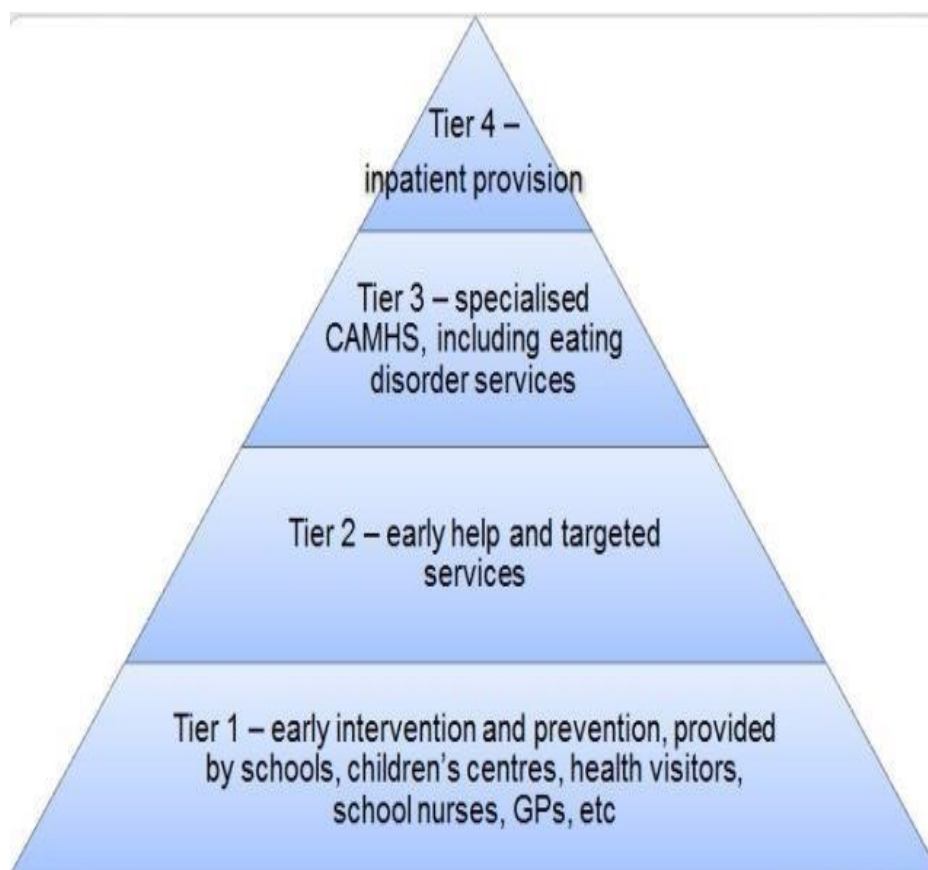 Tier 4 –
inpatient provision
Tier 3 – specialised
CAMHS, including eating
disorder services
Tier 2 – early help and targeted
services
Tier 1 – early intervention and prevention, provided
by schools, children's centres, health visitors,
school nurses, GPs, etc